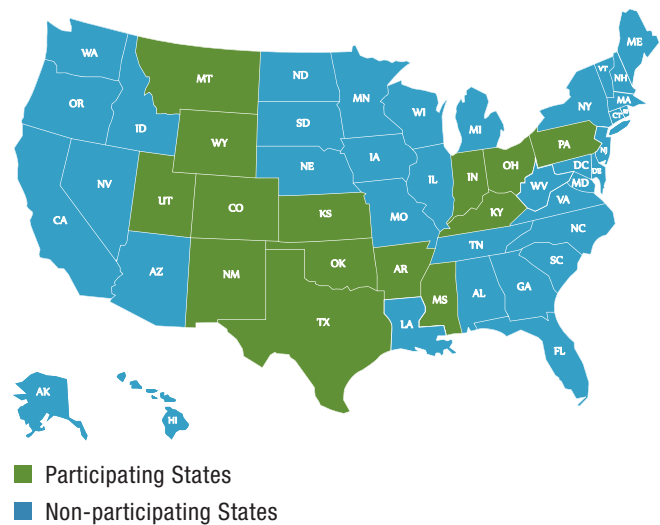 WA
MT
ND
MN
ME
VT
NH
OR
ID
SD
WI
MI
NY
MA
CT
WY
NE
IA
PA
NJ
NV
UT
CO
KS
MO
IL
IN
OH
WV
DC
DE
MD
VA
KY
CA
AZ
NM
OK
AR
TN
NC
SC
TX
LA
MS
AL
GA
FL
AK
HI
Participating States
Non-participating States